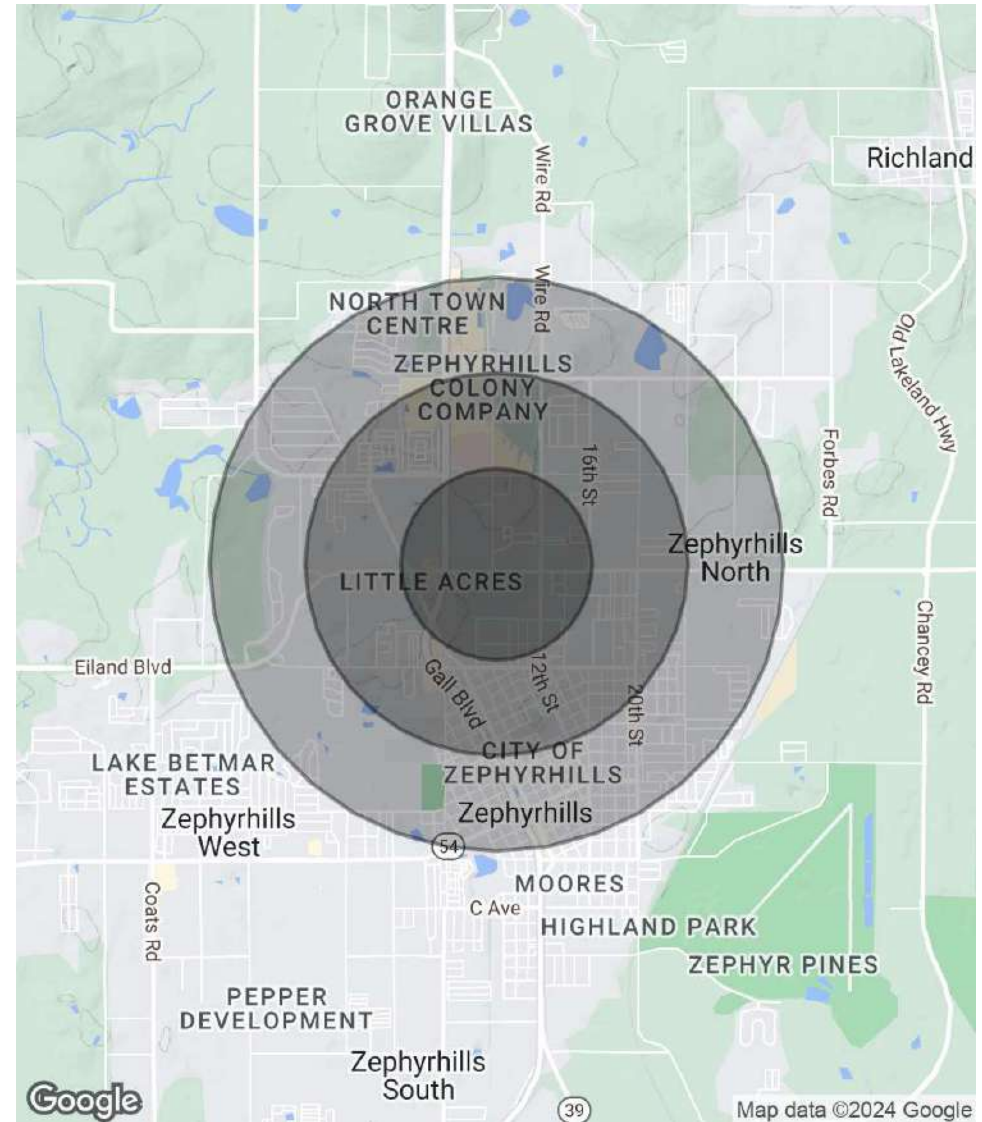 ORANGE
GROVE VILLAS
Richland
Wire Rd
Wire Rd
NORTH TOWN
CENTRE
ZEPHYRHILLS
COLONY
COMPANY
Old Lakeland Hwy
16th St
Forbes Rd
Zephyrhills
North
LITTLE ACRES
Chancey Rd
Eiland Blvd
Gall Blvd
12th St
20th St
CITY OF
ZEPHYRHILLS
LAKE BETMAR
ESTATES
Zephyrhills
Zephyrhills
West
54
MOORES
C Ave
Coats Rd
HIGHLAND PARK
ZEPHYR PINES
PEPPER
DEVELOPMENT
Zephyrhills
South
Google
39
Map data ©2024 Google